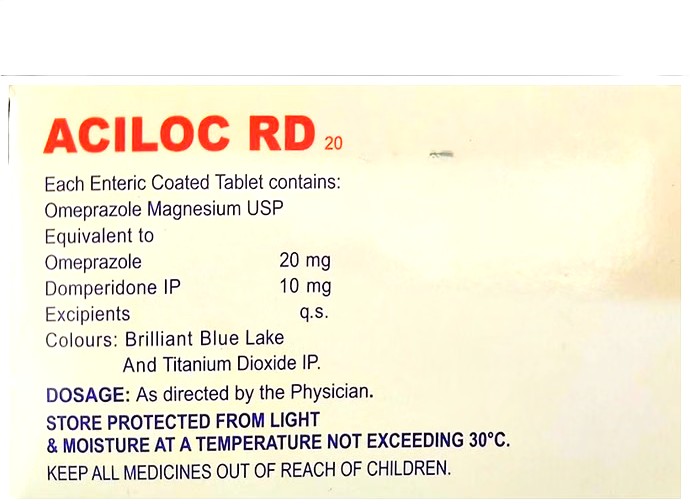 ACILOC RD 20
Each Enteric Coated Tablet contains:
Omeprazole Magnesium USP
Equivalent to
Omeprazole 20 mg
Domperidone IP 10 mg
Excipients q.s.
Colours: Brilliant Blue Lake
And Titanium Dioxide IP.
DOSAGE: As directed by the Physician.
STORE PROTECTED FROM LIGHT
& MOISTURE AT A TEMPERATURE NOT EXCEEDING 30°C.
KEEP ALL MEDICINES OUT OF REACH OF CHILDREN.